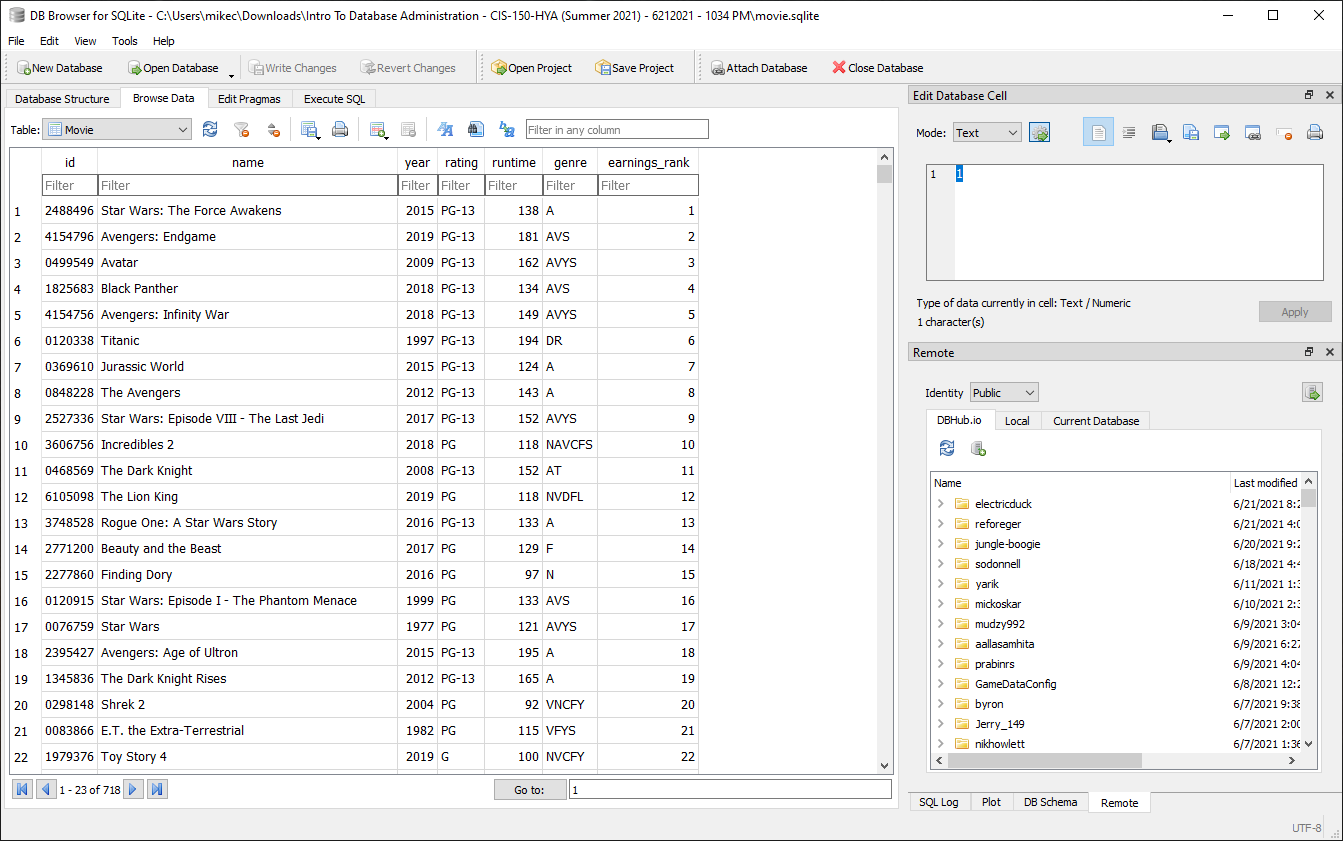 DB Browser for SQLite - C:\Users\mikec\Downloads\Intro To Database Administration - CIS-150-HYA (Summer 2021) - 6212021 - 1034 PM\movie.sqlite
File Edit View Tools Help
New Database Open Database Write Changes Revert Changes Open Project Save Project Attach Database Close Database
Database Structure Browse Data Edit Pragmas Execute SQL
Table: Movie Filter in any column
id name year rating runtime genre earnings_rank
Filter Filter Filter Filter Filter Filter Filter
1 2488496 Star Wars: The Force Awakens 2015 PG-13 138 A 1
2 4154796 Avengers: Endgame 2019 PG-13 181 AVS 2
3 0499549 Avatar 2009 PG-13 162 AVYS 3
4 1825683 Black Panther 2018 PG-13 134 AVS 4
5 4154756 Avengers: Infinity War 2018 PG-13 149 AVYS 5
6 0120338 Titanic 1997 PG-13 194 DR 6
7 0369610 Jurassic World 2015 PG-13 124 A 7
8 0848228 The Avengers 2012 PG-13 143 A 8
9 2527336 Star Wars: Episode VIII - The Last Jedi 2017 PG-13 152 AVYS 9
10 3606756 Incredibles 2 2018 PG 118 NAVCFS 10
11 0468569 The Dark Knight 2008 PG-13 152 AT 11
12 6105098 The Lion King 2019 PG 118 NVDFL 12
13 3748528 Rogue One: A Star Wars Story 2016 PG-13 133 A 13
14 2771200 Beauty and the Beast 2017 PG 129 F 14
15 2277860 Finding Dory 2016 PG 97 N 15
16 0120915 Star Wars: Episode I - The Phantom Menace 1999 PG 133 AVS 16
17 0076759 Star Wars 1977 PG 121 AVYS 17
18 2395427 Avengers: Age of Ultron 2015 PG-13 195 A 18
19 1345836 The Dark Knight Rises 2012 PG-13 165 A 19
20 0298148 Shrek 2 2004 PG 92 VNCFY 20
21 0083866 E.T. the Extra-Terrestrial 1982 PG 115 VFYS 21
22 1979376 Toy Story 4 2019 G 100 NVCFY 22
1 - 23 of 718 Go to: 1
Edit Database Cell
Mode: Text
1 1
Type of data currently in cell: Text / Numeric
1 character(s)
Apply
Remote
Identity Public
DBHub.io Local Current Database
Name Last modified
electricduck 6/21/2021 8:2
reforeger 6/21/2021 4:0
jungle-boogie 6/20/2021 9:2
sodonnell 6/18/2021 4:4
yarik 6/11/2021 1:3
mickoskar 6/10/2021 2:3
mudzy992 6/9/2021 3:04
aallasamhita 6/9/2021 6:27
prabinrs 6/9/2021 4:04
GameDataConfig 6/8/2021 12:2
byron 6/7/2021 9:38
Jerry_149 6/7/2021 2:00
nikhowlett 6/7/2021 1:36
SQL Log Plot DB Schema Remote
UTF-8